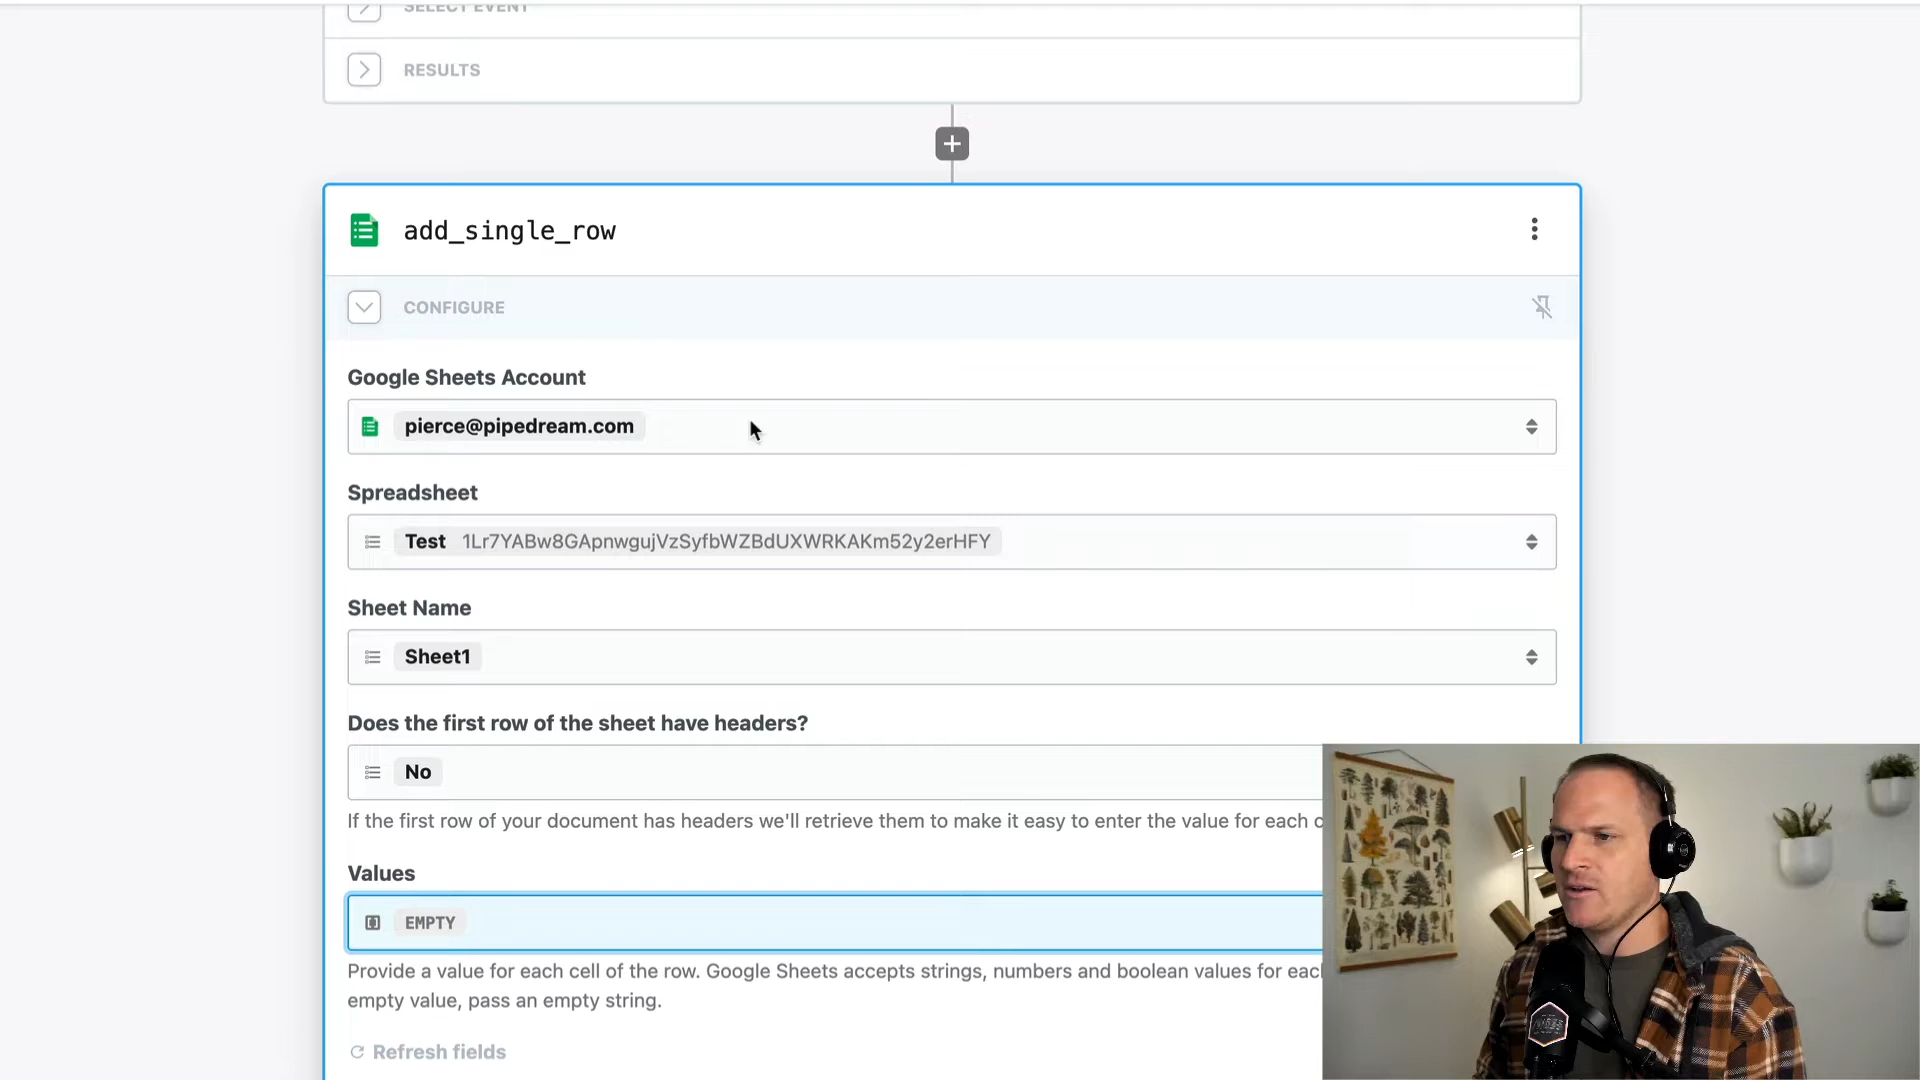 SELECT EVENT
RESULTS
add_single_row
CONFIGURE
Google Sheets Account
pierce@pipedream.com
Spreadsheet
Test 1Lr7YABw8GApnwgujVzSyfbWZBdUXWRKAKm52y2erHFY
Sheet Name
Sheet1
Does the first row of the sheet have headers?
No
If the first row of your document has headers we'll retrieve them to make it easy to enter the value for each
Values
EMPTY
Provide a value for each cell of the row. Google Sheets accepts strings, numbers and boolean values for
empty value, pass an empty string.
Refresh fields